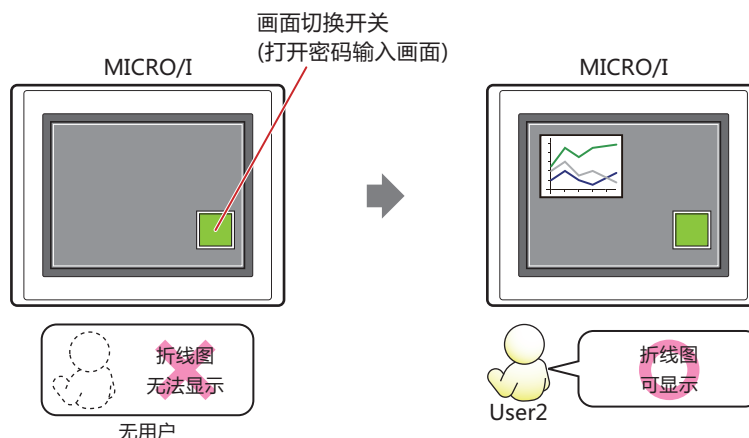 画面切换开关
(打开密码输入画面)
MICRO/I
MICRO/I
折线图
无法显示
无用户
折线图
可显示
User2